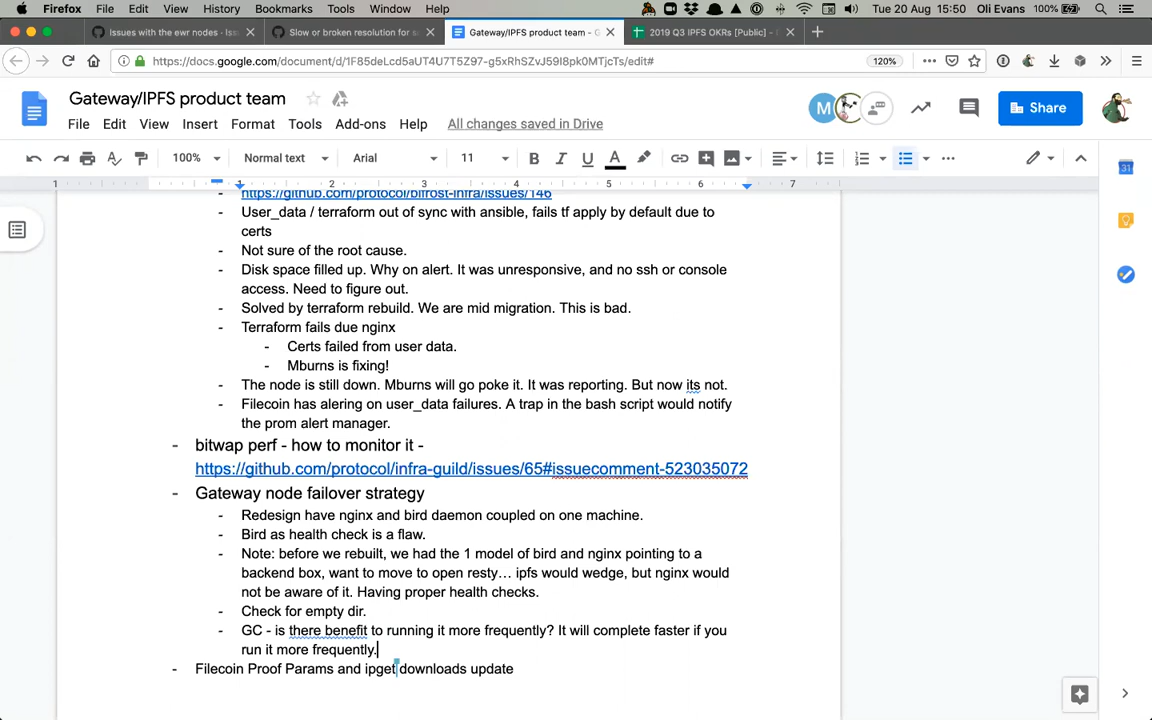 Firefox File Edit View History Bookmarks Tools Window Help Tue 20 Aug 15:50 Oli Evans 100%
Issues with the ewr nodes - Iss Slow or broken resolution for s Gateway/IPFS product team - G 2019 Q3 IPFS OKRs [Public] -
https://docs.google.com/document/d/1F85deLcd5aUT4U7T5Z97-g5xRhSZvJ59I8pk0MTjcTs/edit# 120%
Gateway/IPFS product team
File Edit View Insert Format Tools Add-ons Help All changes saved in Drive
M
Share
100% Normal text Arial 11 B I U A
1 1 2 3 4 5 6 7
31
- https://github.com/protocol/bifrost-infra/issues/146
- User_data / terraform out of sync with ansible, fails tf apply by default due to
certs
- Not sure of the root cause.
- Disk space filled up. Why on alert. It was unresponsive, and no ssh or console
access. Need to figure out.
- Solved by terraform rebuild. We are mid migration. This is bad.
- Terraform fails due nginx
- Certs failed from user data.
- Mburns is fixing!
- The node is still down. Mburns will go poke it. It was reporting. But now its not.
- Filecoin has alering on user_data failures. A trap in the bash script would notify
the prom alert manager.
- bitwap perf - how to monitor it -
https://github.com/protocol/infra-guild/issues/65#issuecomment-523035072
- Gateway node failover strategy
- Redesign have nginx and bird daemon coupled on one machine.
- Bird as health check is a flaw.
- Note: before we rebuilt, we had the 1 model of bird and nginx pointing to a
backend box, want to move to open resty… ipfs would wedge, but nginx would
not be aware of it. Having proper health checks.
- Check for empty dir.
- GC - is there benefit to running it more frequently? It will complete faster if you
run it more frequently.
- Filecoin Proof Params and ipget downloads update